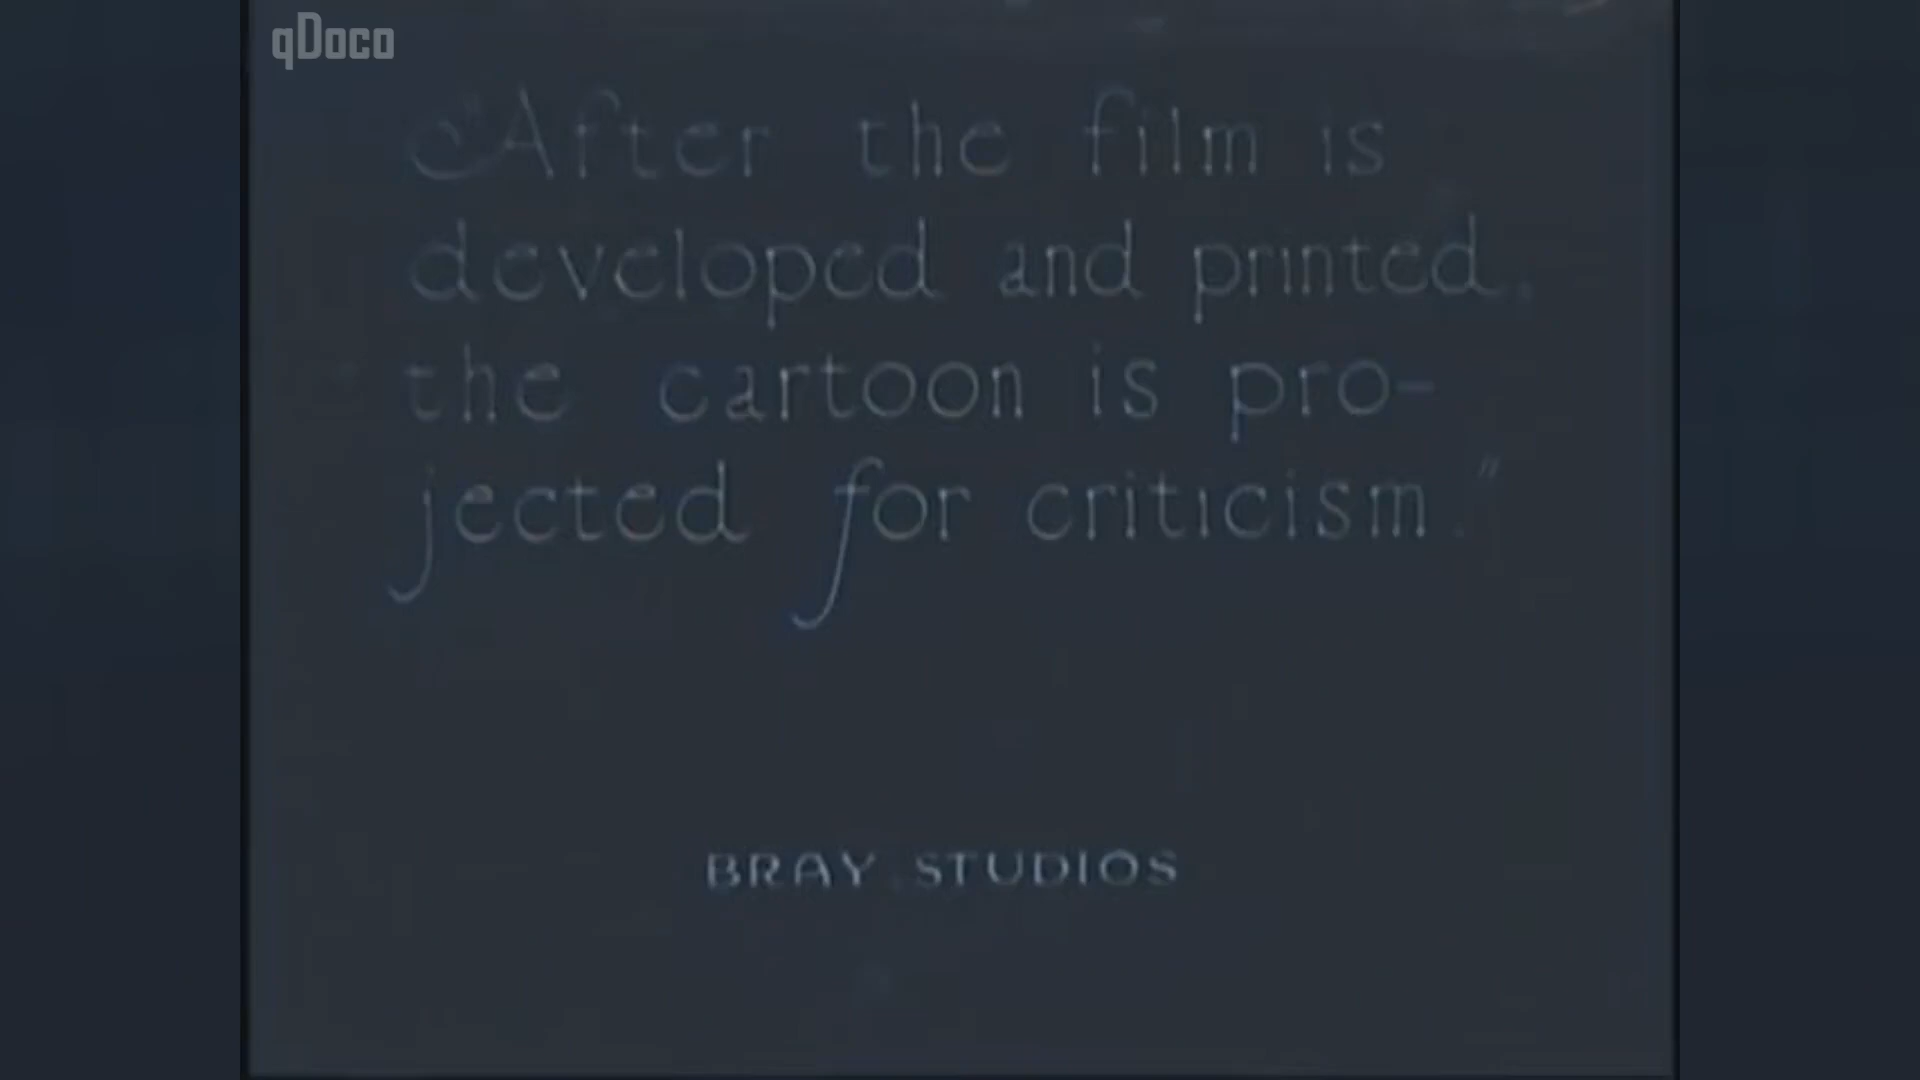 qDoco
"After the film is
developed and printed,
the cartoon is pro-
jected for criticism."
BRAY STUDIOS